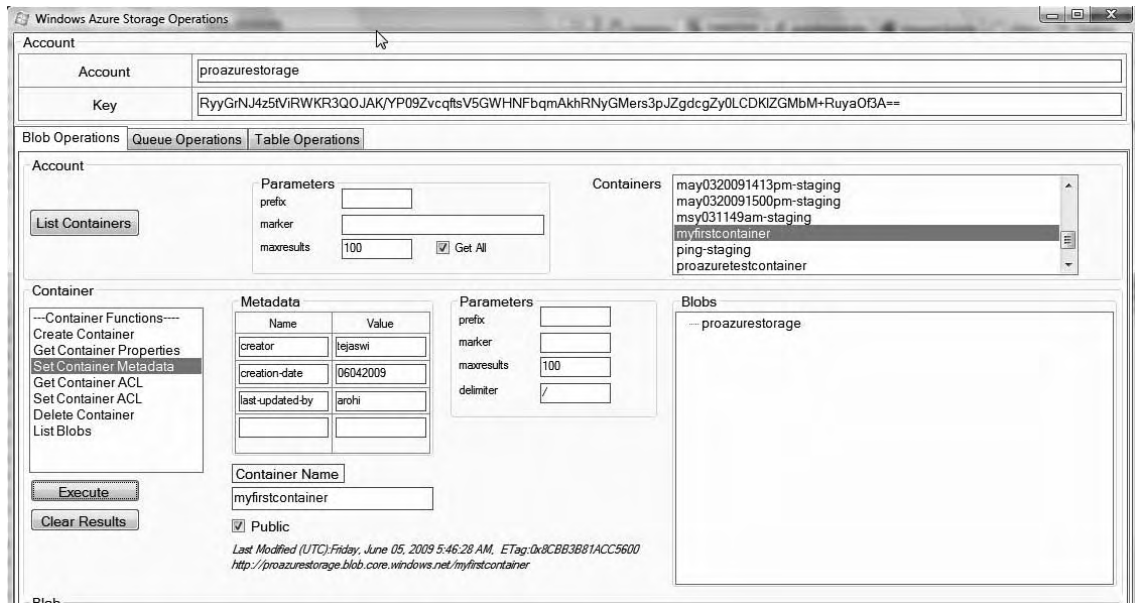 Windows Azure Storage Operations
Account
Account
proazurestorage
Key
RyyGrNJ4z5tViRWKR3QOJAK/YP09ZvcqftsV5GWHNFbqmAkhRNyGMers3pJZgdcgZy0LCDKlZGMbM+RuyaOf3A==
Blob Operations Queue Operations Table Operations
Account
List Containers
Parameters
prefix
marker
maxresults 100 Get All
Containers
may0320091413pm-staging
may0320091500pm-staging
msy031149am-staging
myfirstcontainer
ping-staging
proazuretestcontainer
Container
---Container Functions----
Create Container
Get Container Properties
Set Container Metadata
Get Container ACL
Set Container ACL
Delete Container
List Blobs
Execute
Clear Results
Metadata
Name Value
creator tejaswi
creation-date 06042009
last-updated-by arohi
Container Name
myfirstcontainer
Public
Last Modified (UTC):Friday, June 05, 2009 5:46:28 AM, ETag:0x8CBB3B81ACC5600
http://proazurestorage.blob.core.windows.net/myfirstcontainer
Parameters
prefix
marker
maxresults 100
delimiter /
Blobs
proazurestorage
Blob